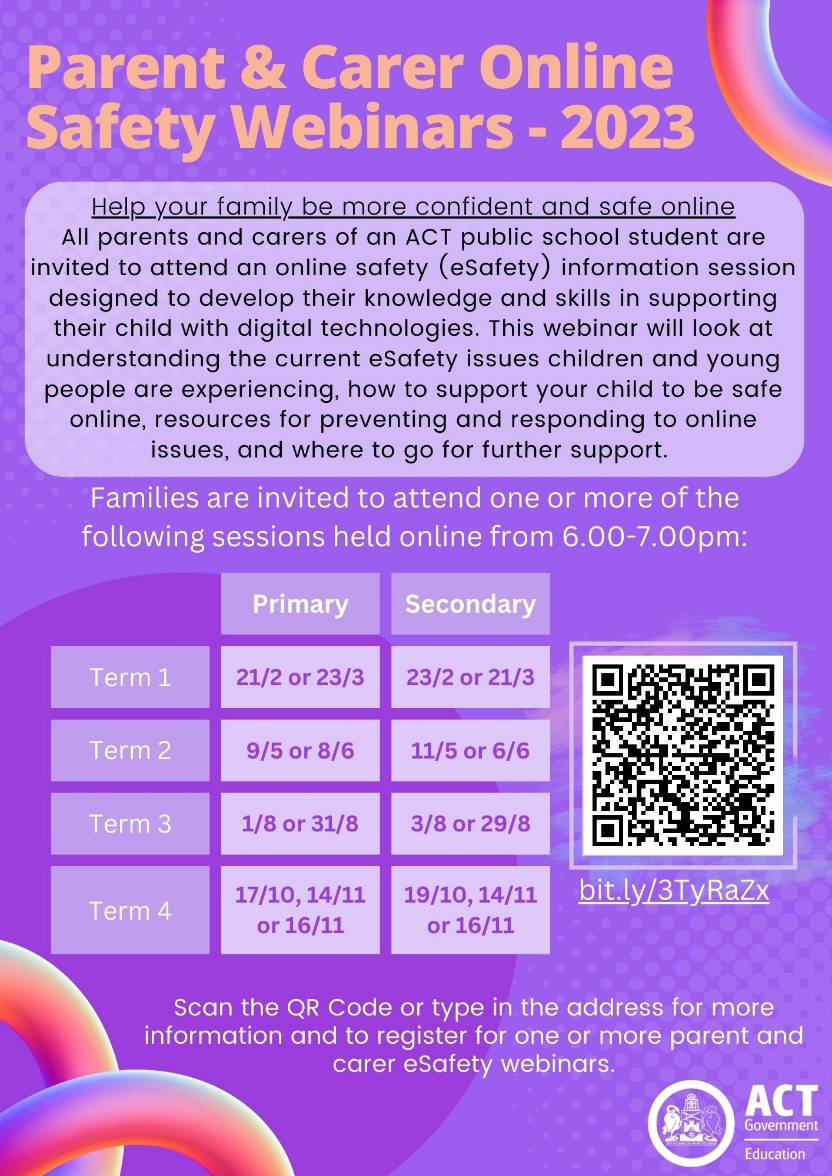 Parent & Carer Online
Safety Webinars - 2023
Help your family be more confident and safe online
All parents and carers of an ACT public school student are
invited to attend an online safety (eSafety) information session
designed to develop their knowledge and skills in supporting
their child with digital technologies. This webinar will look at
understanding the current eSafety issues children and young
people are experiencing, how to support your child to be safe
online, resources for preventing and responding to online
issues, and where to go for further support.
Families are invited to attend one or more of the
following sessions held online from 6.00-7.00pm:
Primary Secondary
Term 1 21/2 or 23/3 23/2 or 21/3
Term 2 9/5 or 8/6 11/5 or 6/6
Term 3 1/8 or 31/8 3/8 or 29/8
Term 4
17/10, 14/11
or 16/11
19/10, 14/11
or 16/11
bit.ly/3TyRaZx
Scan the QR Code or type in the address for more
information and to register for one or more parent and
carer eSafety webinars.
ACT
Government
Education